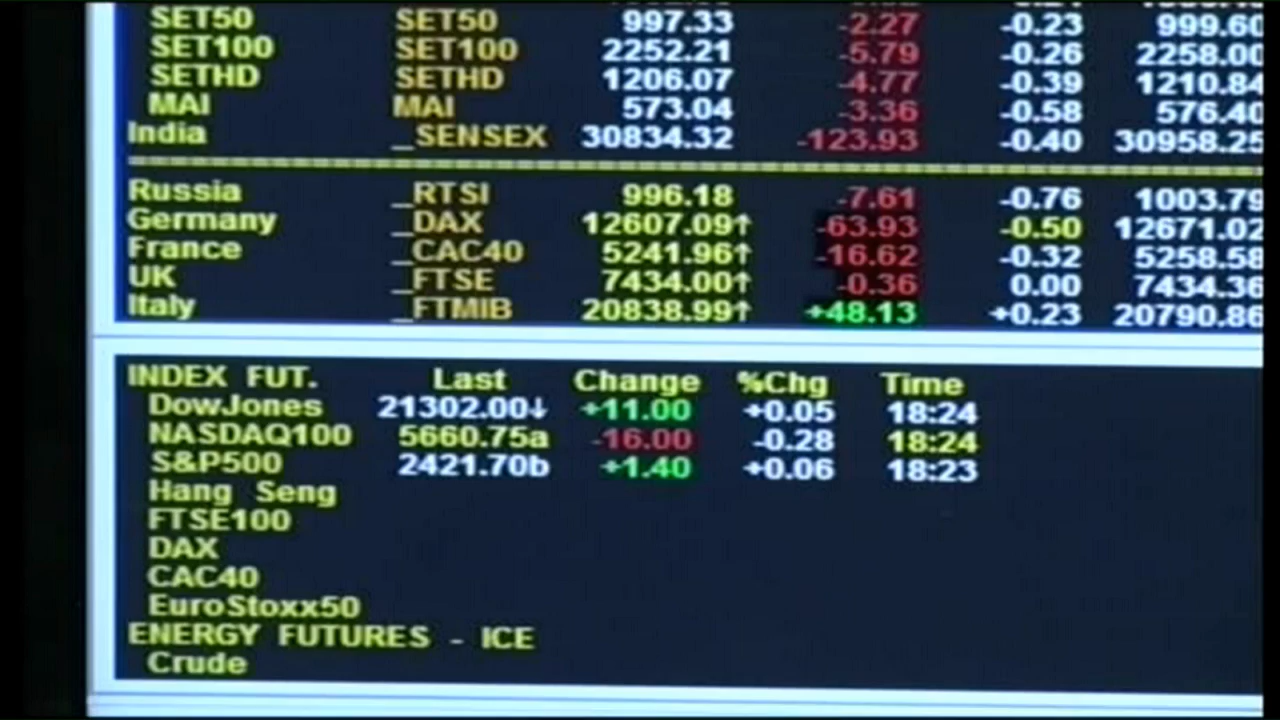 SET50 SET50 997.33 -2.27 -0.23 999.60
SET100 SET100 2252.21 -5.79 -0.26 2258.00
SETHD SETHD 1206.07 -4.77 -0.39 1210.84
MAI MAI 573.04 -3.36 -0.58 576.40
India _SENSEX 30834.32 -123.93 -0.40 30958.25
Russia _RTSI 996.18 -7.61 -0.76 1003.79
Germany _DAX 12607.09↑ -63.93 -0.50 12671.02
France _CAC40 5241.96↑ -16.62 -0.32 5258.58
UK _FTSE 7434.00↑ -0.36 0.00 7434.36
Italy _FTMIB 20838.99↑ +48.13 +0.23 20790.86
INDEX FUT. Last Change %Chg Time
DowJones 21302.00↓ +11.00 +0.05 18:24
NASDAQ100 5660.75a -16.00 -0.28 18:24
S&P500 2421.70b +1.40 +0.06 18:23
Hang Seng
FTSE100
DAX
CAC40
EuroStoxx50
ENERGY FUTURES - ICE
Crude